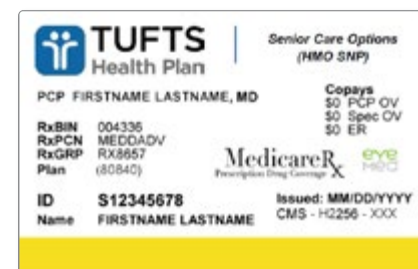 TUFTS
Health Plan
Senior Care Options
(HMO SNP)
PCP FIRSTNAME LASTNAME, MD
Copays
$0 PCP OV
$0 Spec OV
$0 ER
RxBIN 004336
RxPCN MEDDADV
RxGRP RX8657
Plan (80840)
MedicareRx
Prescription Drug Coverage
eye
Med
ID S12345678
Name FIRSTNAME LASTNAME
Issued: MM/DD/YYYY
CMS - H2256 - XXX